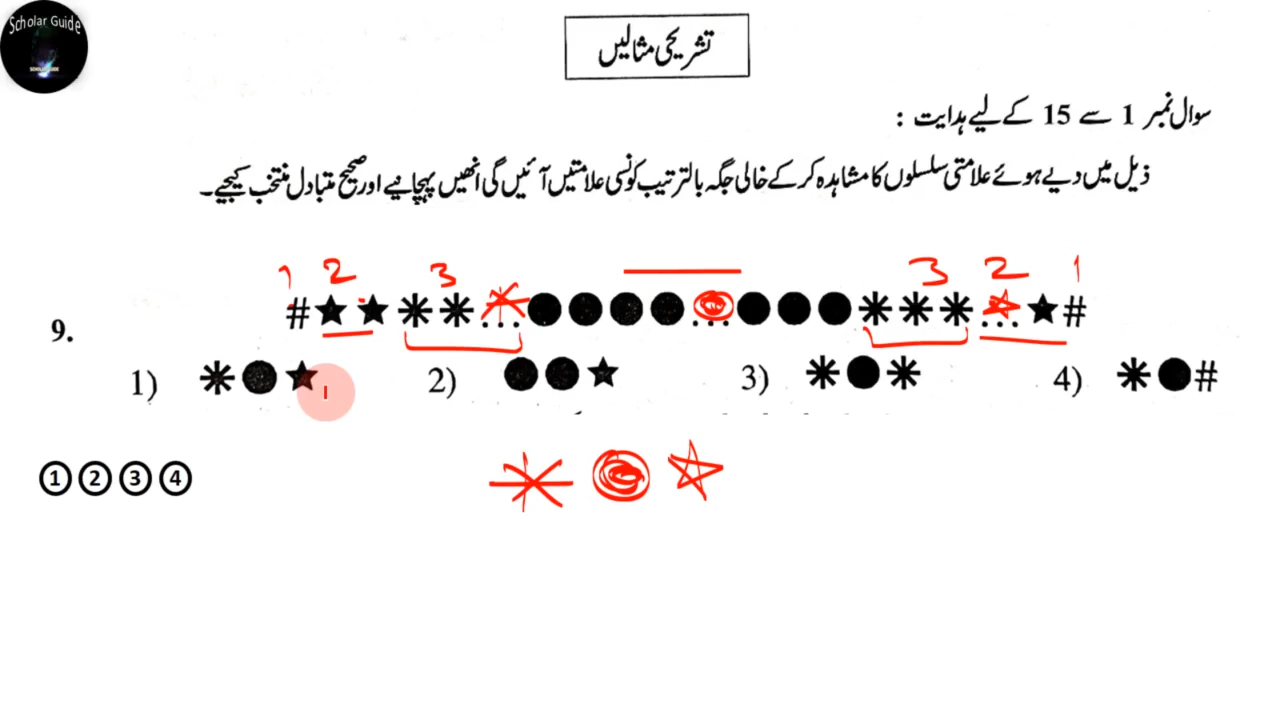 Scholar Guide
SCHOLAR GUIDE
تشریحی مثالیں
سوال نمبر 1 سے 15 کے لیے ہدایت :
ذیل میں دیے ہوئے علامتی سلسلوں کا مشاہدہ کر کے خالی جگہ بالترتیب کونسی علامتیں آئیں گی انھیں پہچانیے اور صحیح متبادل منتخب کیجیے۔
1 2 3 3 2 1
9. #★★✱✱...●●●●...●●●✱✱✱...★#
1) ✱●★ 2) ●●★ 3) ✱●✱ 4) ✱●#
① ② ③ ④
✱ ● ☆